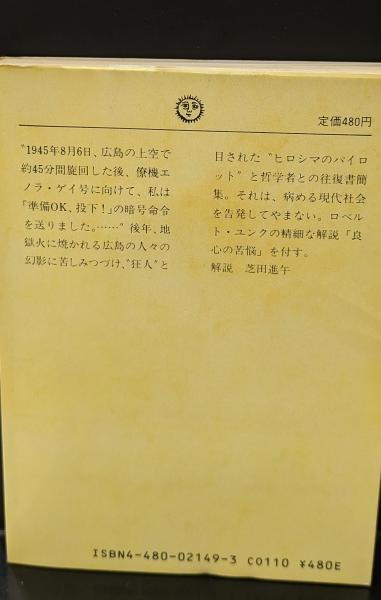 定価480円
"1945年8月6日、広島の上空で
約45分間旋回した後、僚機エ
ノラ・ゲイ号に向けて、私は
「準備OK、投下！」の暗号命令
を送りました。……"後年、地
獄火に焼かれる広島の人々の
幻影に苦しみつづけ、"狂人"と
目された"ヒロシマのパイロ
ット"と哲学者との往復書簡
集。それは、病める現代社会
を告発してやまない。ロベル
ト・ユンクの精細な解説「良
心の苦悩」を付す。
解説　芝田進午
ISBN4-480-02149-3 C0110 ¥480E